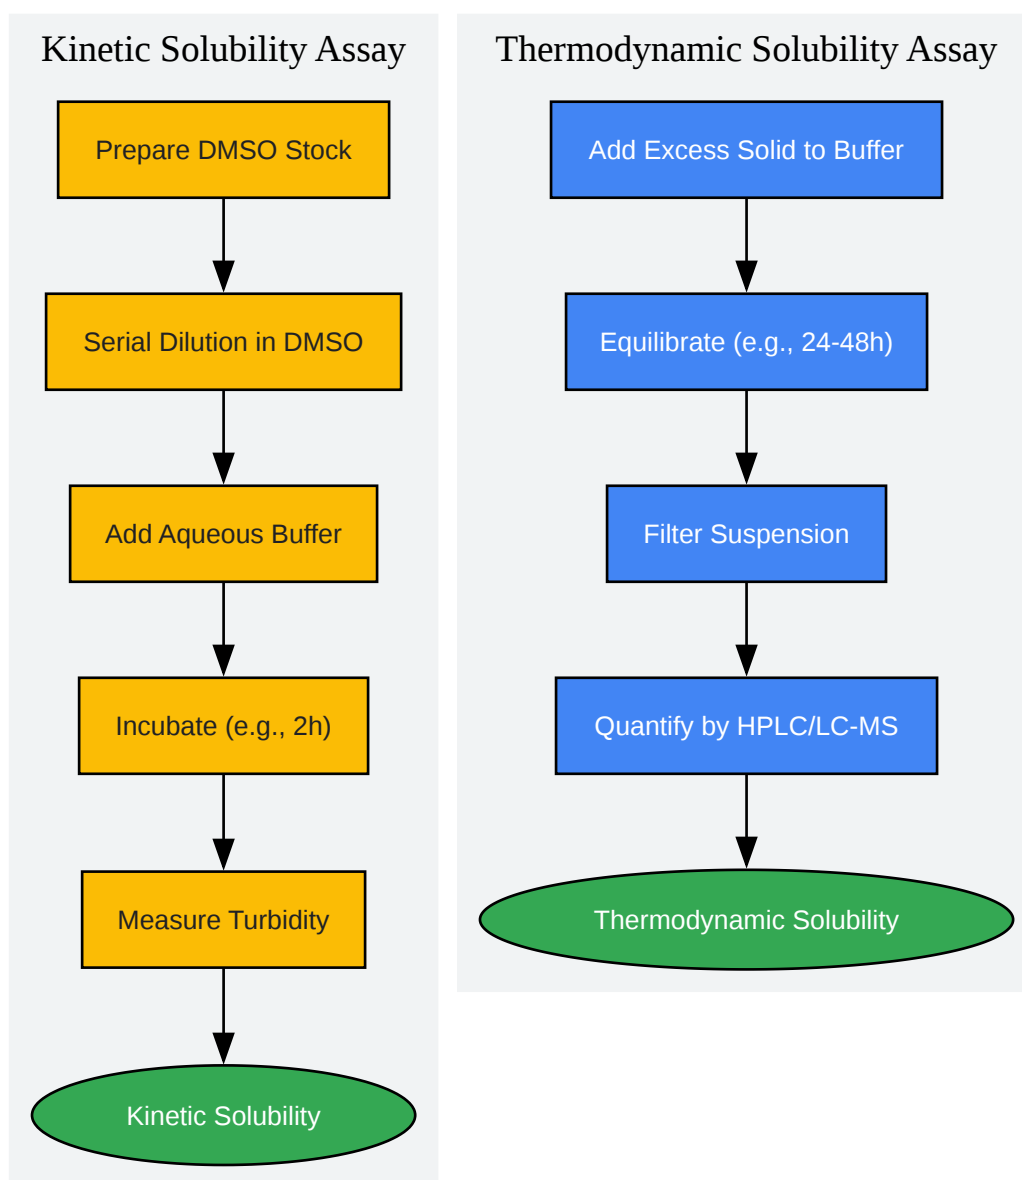 Kinetic Solubility Assay
Prepare DMSO Stock
Serial Dilution in DMSO
Add Aqueous Buffer
Incubate (e.g., 2h)
Measure Turbidity
Kinetic Solubility
Thermodynamic Solubility Assay
Add Excess Solid to Buffer
Equilibrate (e.g., 24-48h)
Filter Suspension
Quantify by HPLC/LC-MS
Thermodynamic Solubility